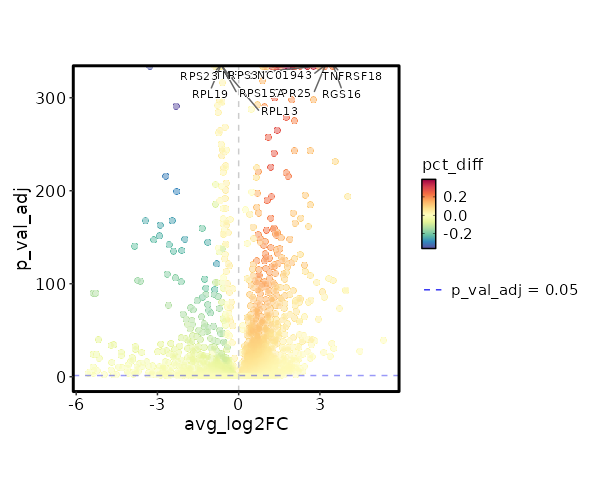 RPS23 RPS3 NC01943 TNFRSF18
RPL19 RPS15A PR25 RGS16
RPL13
300
200
100
0
-6 -3 0 3
avg_log2FC
p_val_adj
pct_diff
0.2
0.0
-0.2
p_val_adj = 0.05